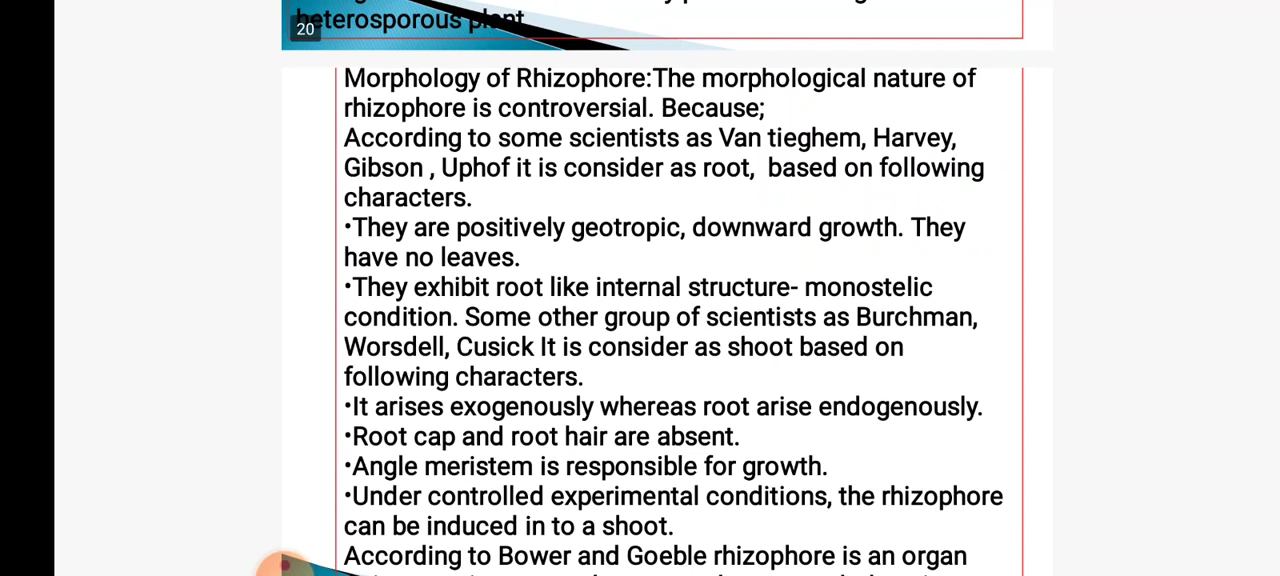 heterosporous plant
20
Morphology of Rhizophore:The morphological nature of
rhizophore is controversial. Because;
According to some scientists as Van tieghem, Harvey,
Gibson , Uphof it is consider as root,  based on following
characters.
•They are positively geotropic, downward growth. They
have no leaves.
•They exhibit root like internal structure- monostelic
condition. Some other group of scientists as Burchman,
Worsdell, Cusick It is consider as shoot based on
following characters.
•It arises exogenously whereas root arise endogenously.
•Root cap and root hair are absent.
•Angle meristem is responsible for growth.
•Under controlled experimental conditions, the rhizophore
can be induced in to a shoot.
According to Bower and Goeble rhizophore is an organ